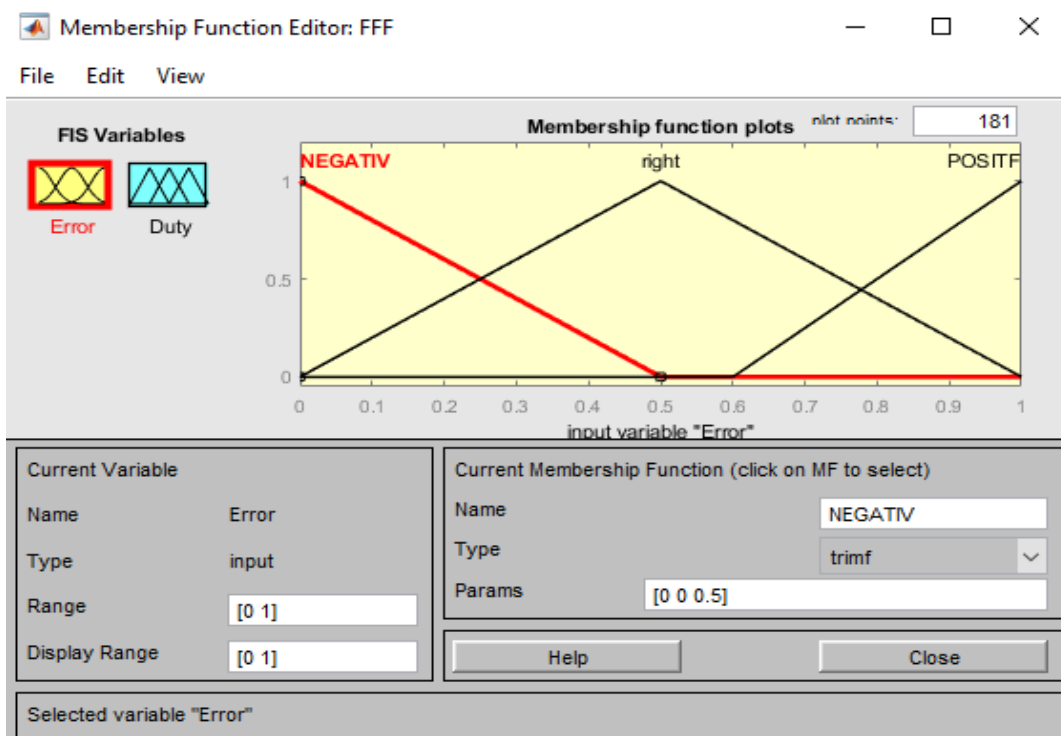 Membership Function Editor: FFF
File Edit View
FIS Variables
Membership function plots plot points: 181
NEGATIV right POSITF
Error Duty
1
0.5
0
0 0.1 0.2 0.3 0.4 0.5 0.6 0.7 0.8 0.9 1
input variable "Error"
Current Variable
Name Error
Type input
Range [0 1]
Display Range [0 1]
Current Membership Function (click on MF to select)
Name NEGATIV
Type trimf
Params [0 0 0.5]
Help Close
Selected variable "Error"